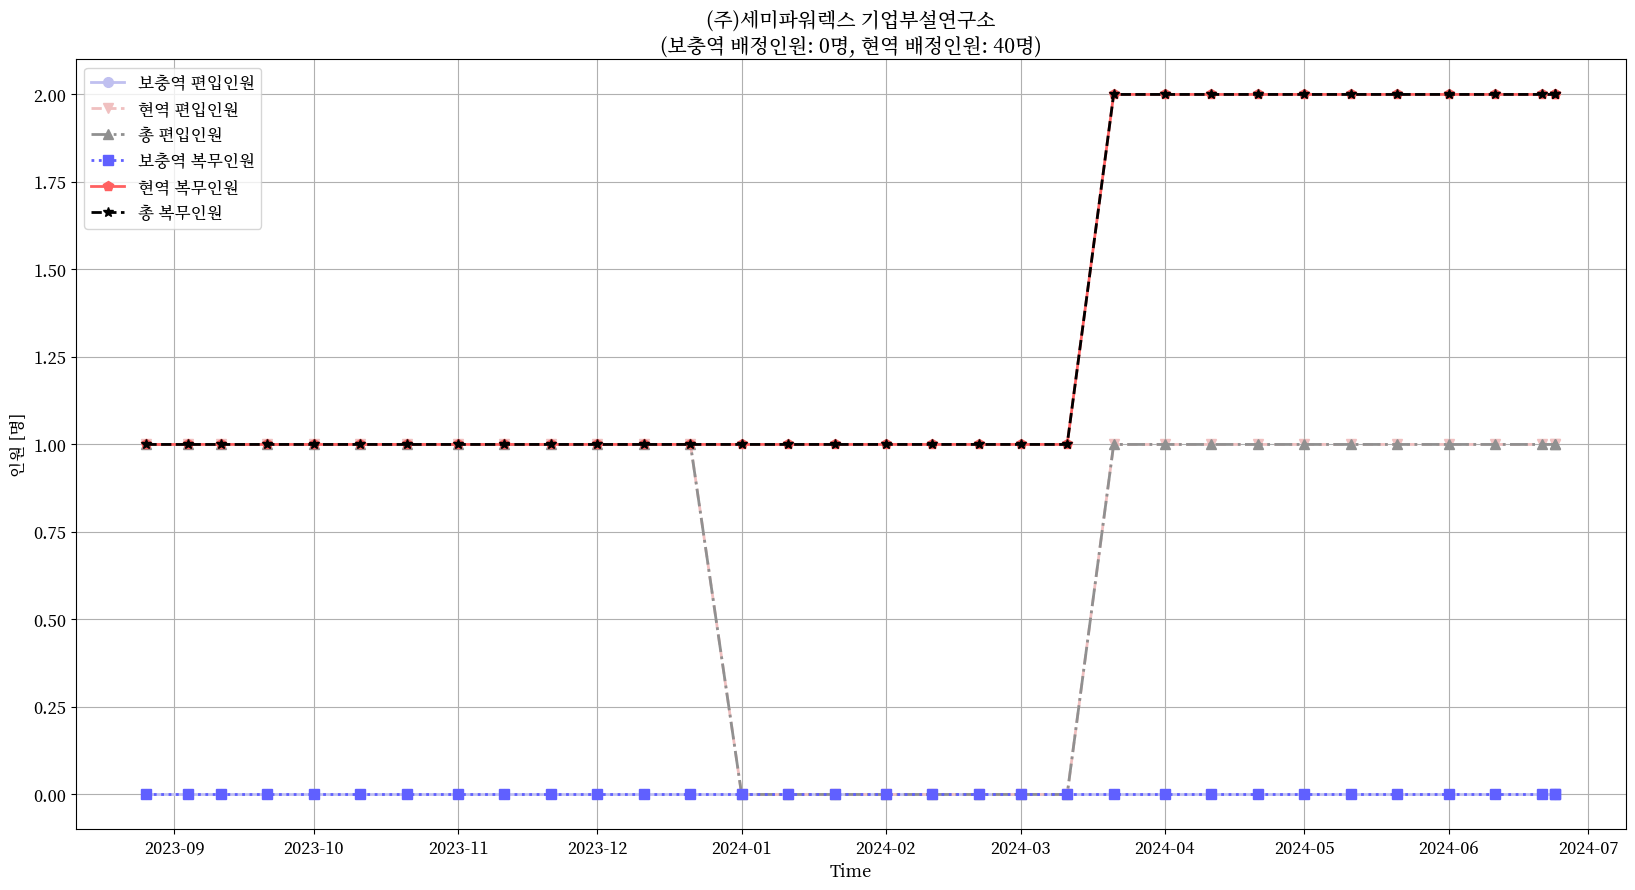 (주)세미파워렉스 기업부설연구소
(보충역 배정인원: 0명, 현역 배정인원: 40명)
보충역 편입인원
현역 편입인원
총 편입인원
보충역 복무인원
현역 복무인원
총 복무인원
2.00
1.75
1.50
1.25
1.00
0.75
0.50
0.25
0.00
인원 [명]
2023-09
2023-10
2023-11
2023-12
2024-01
2024-02
2024-03
2024-04
2024-05
2024-06
2024-07
Time